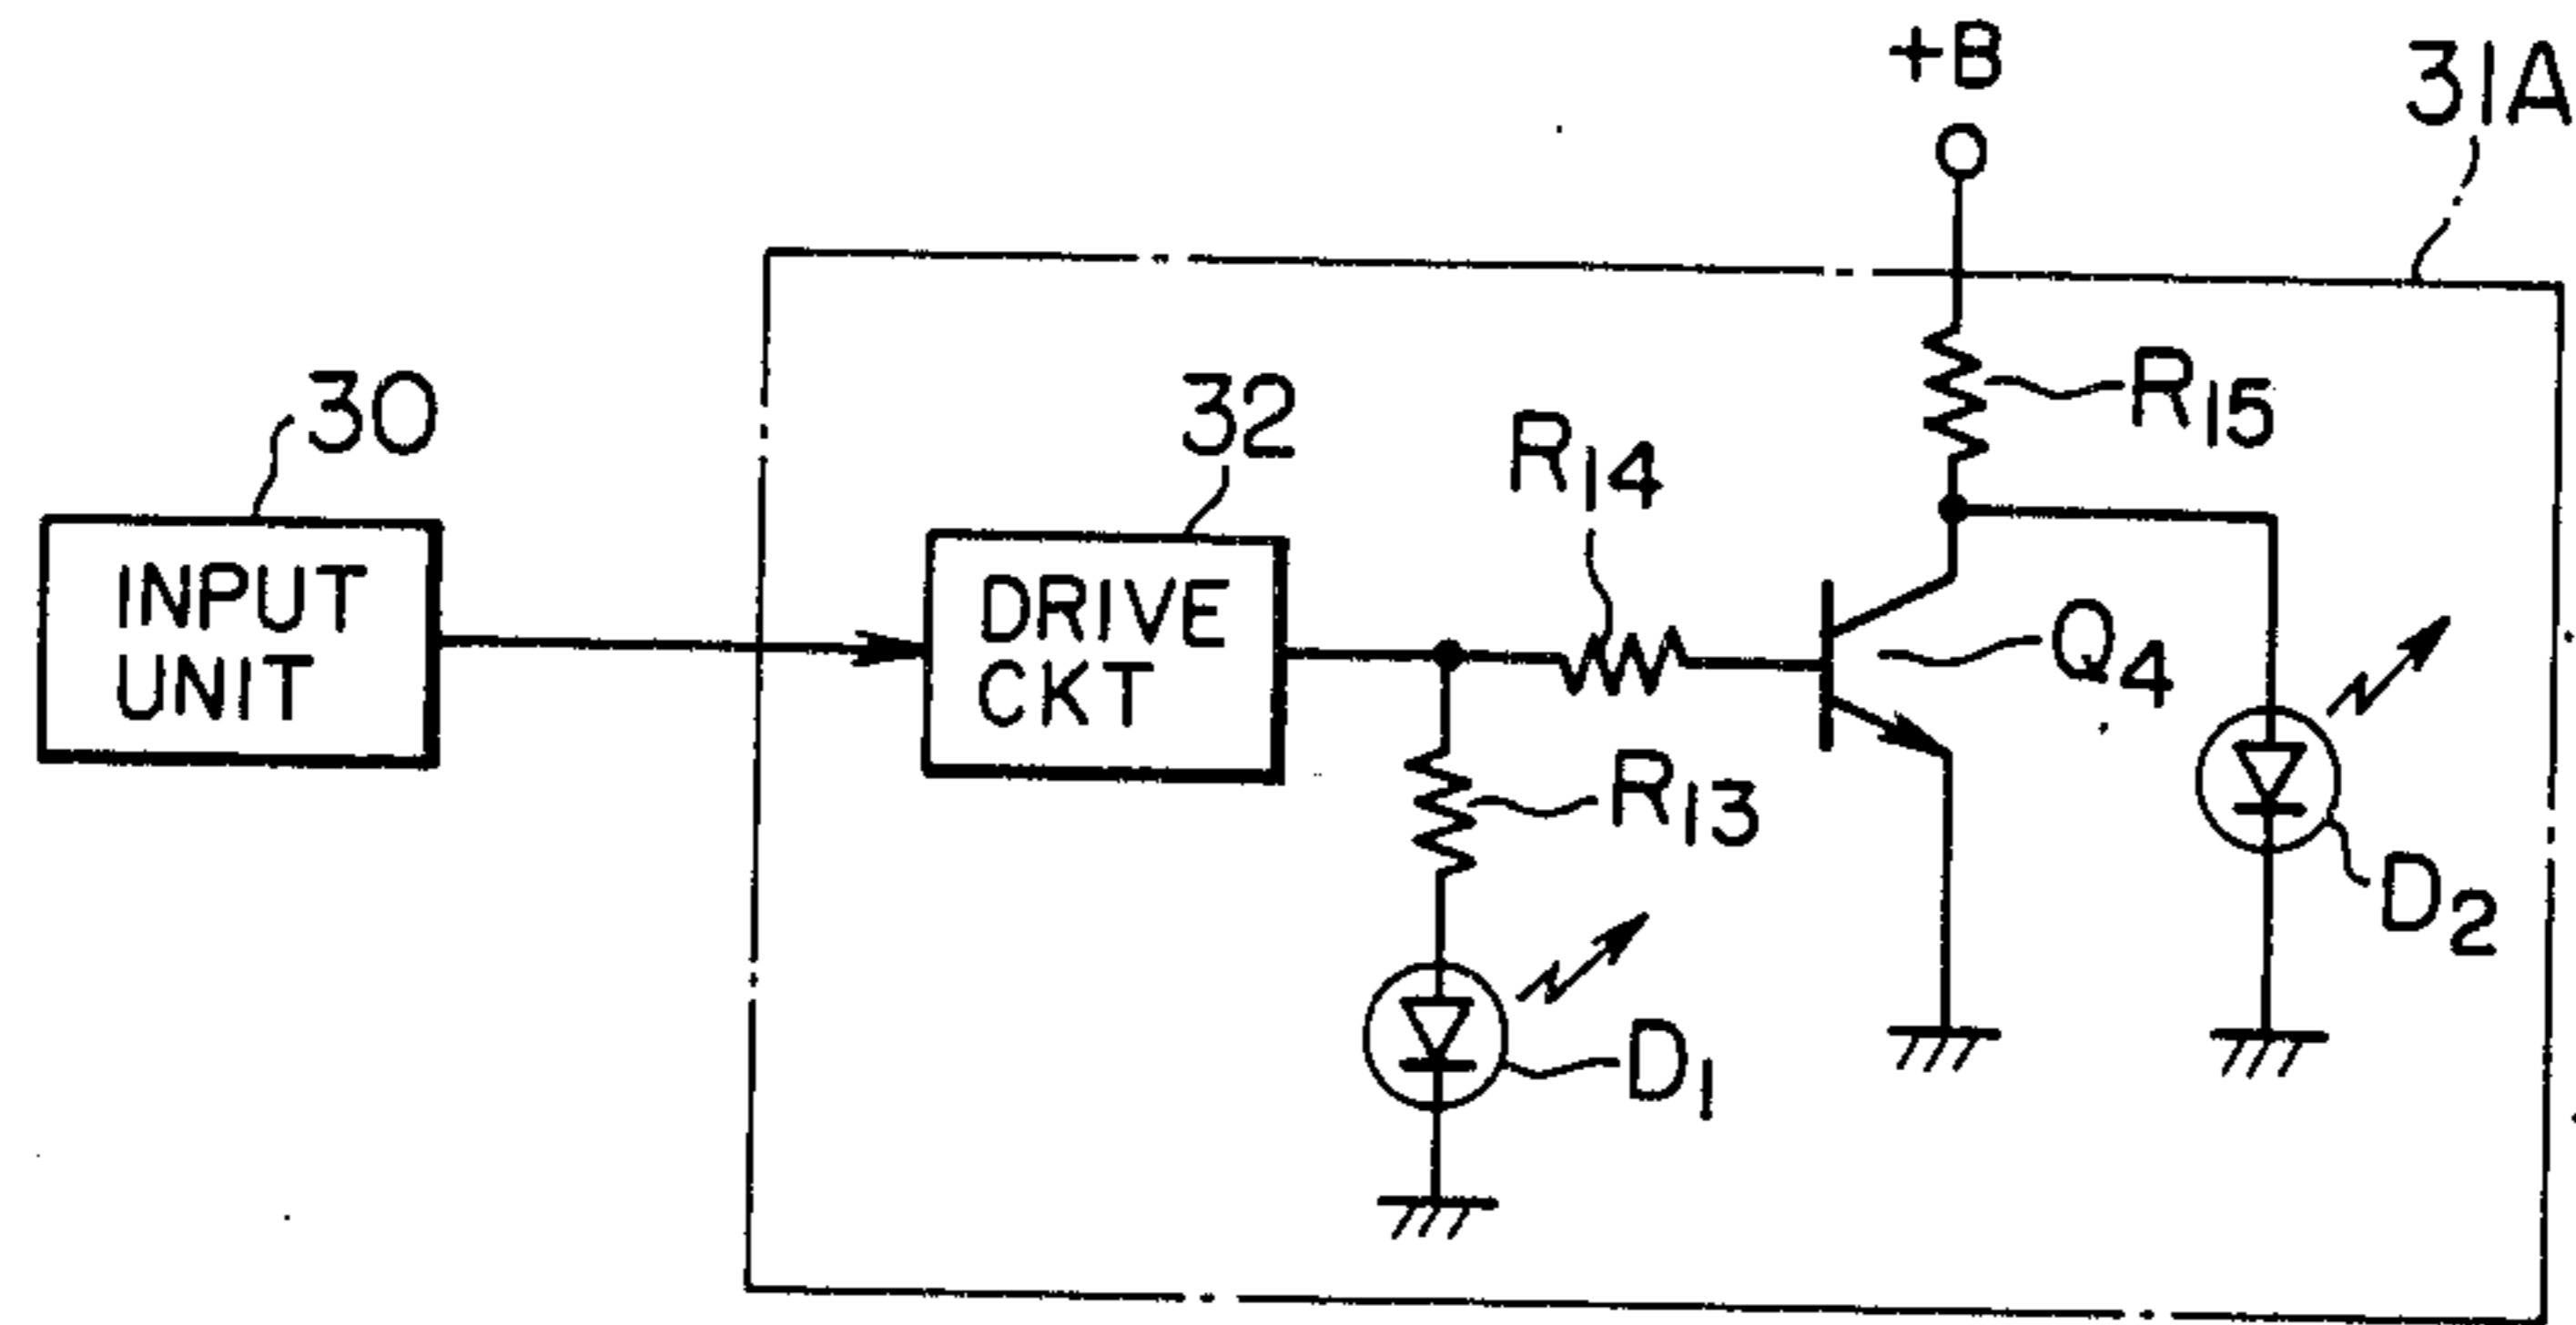 +B
31A
30
32
R14
R15
INPUT
UNIT
DRIVE
CKT
Q4
R13
D2
D1